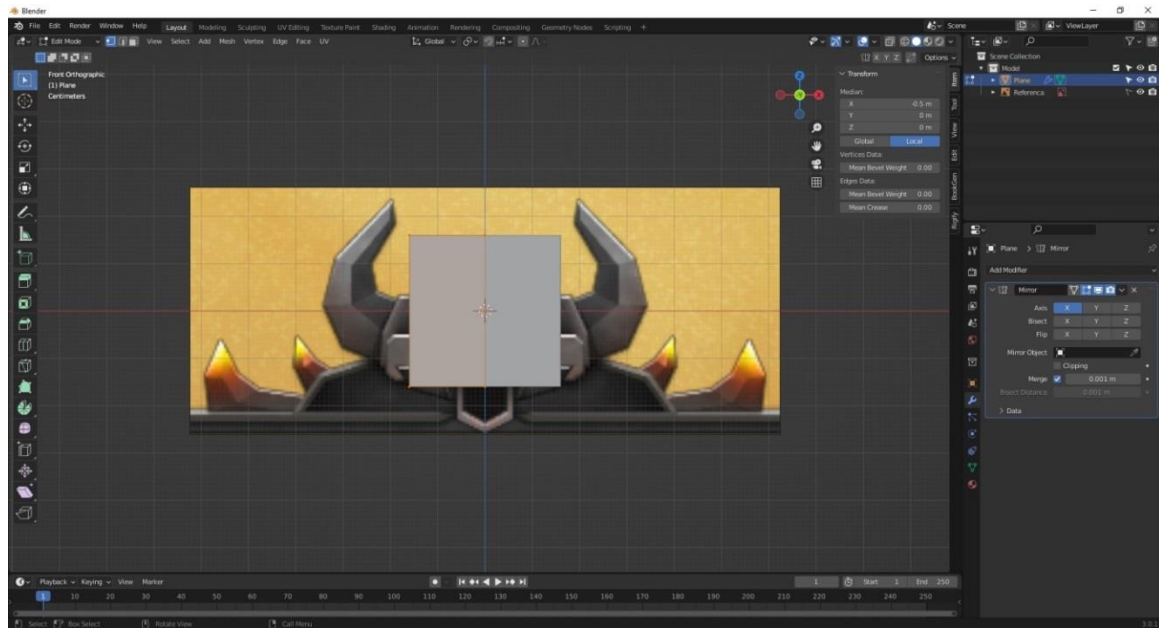 Blender
File Edit Render Window Help Layout Modeling Sculpting UV Editing Texture Paint Shading Animation Rendering Compositing Geometry Nodes Scripting + Scene ViewLayer
Edit Mode View Select Add Mesh Vertex Edge Face UV Global
X Y Z Options
Front Orthographic
(1) Plane
Centimeters
Transform
Median:
X -0.5 m
Y 0 m
Z 0 m
Global Local
Vertices Data:
Mean Bevel Weight 0.00
Edges Data:
Mean Bevel Weight 0.00
Mean Crease 0.00
Item
Tool
View
Edit
BoxGen
Rigify
Z
X
Scene Collection
Model
Plane
Reference
Plane > Mirror
Add Modifier
Mirror
Axis X Y Z
Bisect X Y Z
Flip X Y Z
Mirror Object
Clipping
Merge 0.001 m
Bisect Distance 0.001 m
> Data
Playback Keying View Marker 1 Start 1 End 250
1 10 20 30 40 50 60 70 80 90 100 110 120 130 140 150 160 170 180 190 200 210 220 230 240 250
Select Box Select Rotate View Call Menu 3.0.1